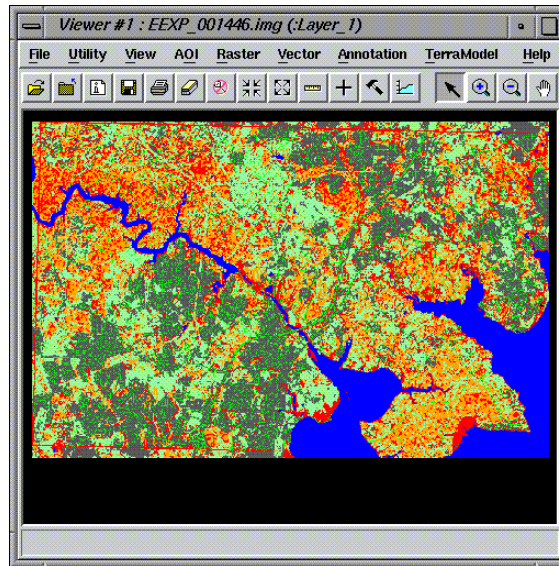 Viewer #1 : EEXP_001446.img (:Layer_1)
File Utility View AOI Raster Vector Annotation TerraModel Help